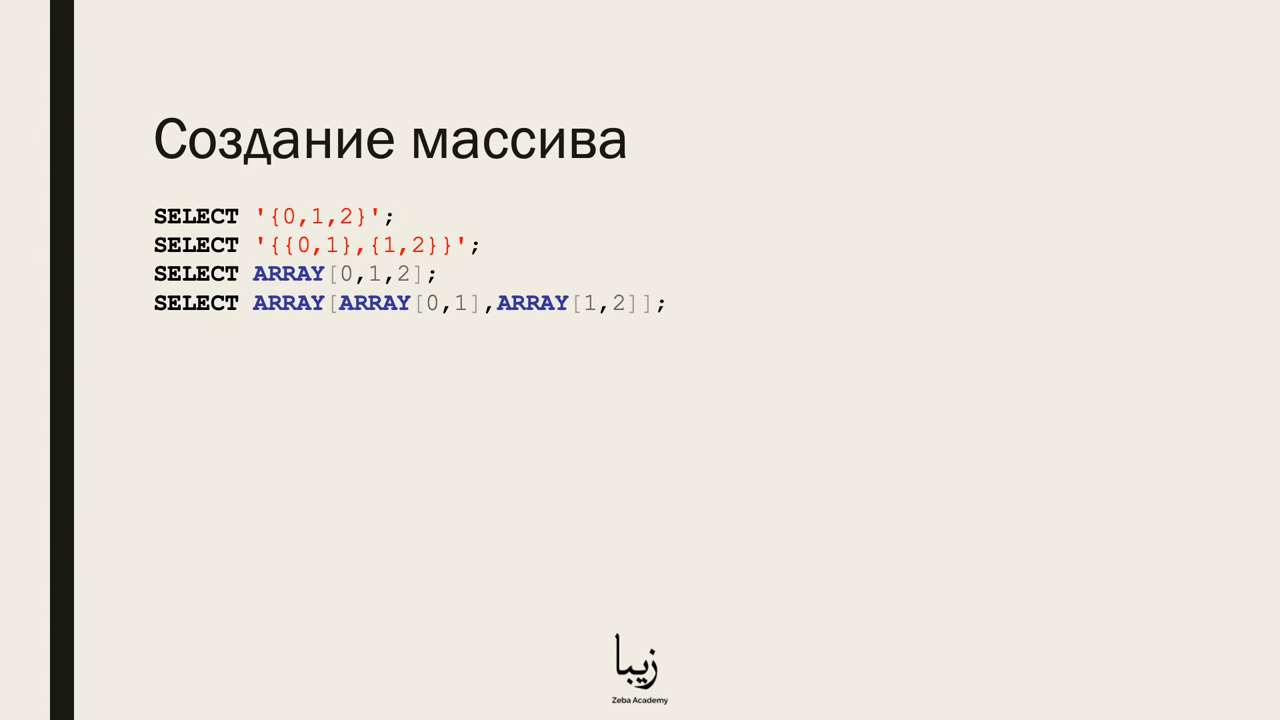 Создание массива
SELECT '{0,1,2}';
SELECT '{{0,1},{1,2}}';
SELECT ARRAY[0,1,2];
SELECT ARRAY[ARRAY[0,1],ARRAY[1,2]];
زيبا
Zeba Academy